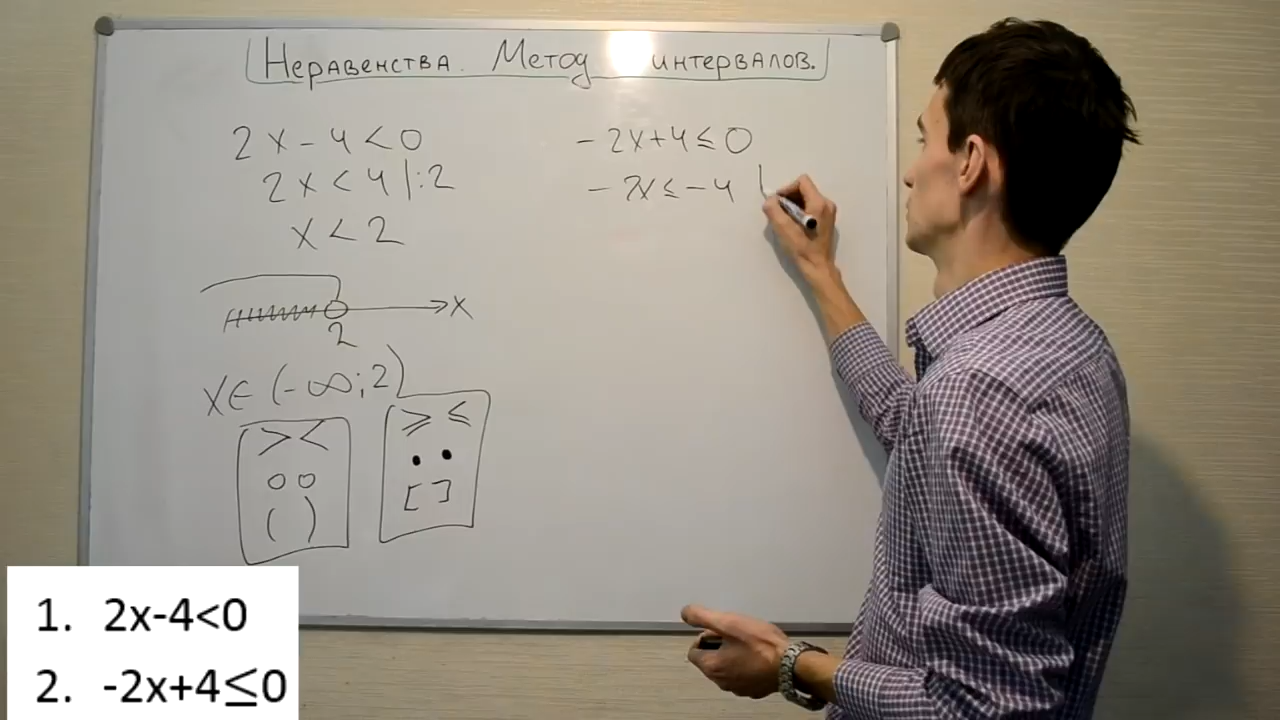 Неравенства. Метод интервалов.
2x-4<0
2x<4|:2
x<2
x
2
x∈(-∞;2)
> <
( )
≥ ≤
[ ]
-2x+4≤0
-2x≤-4 |
1. 2x-4<0
2. -2x+4≤0